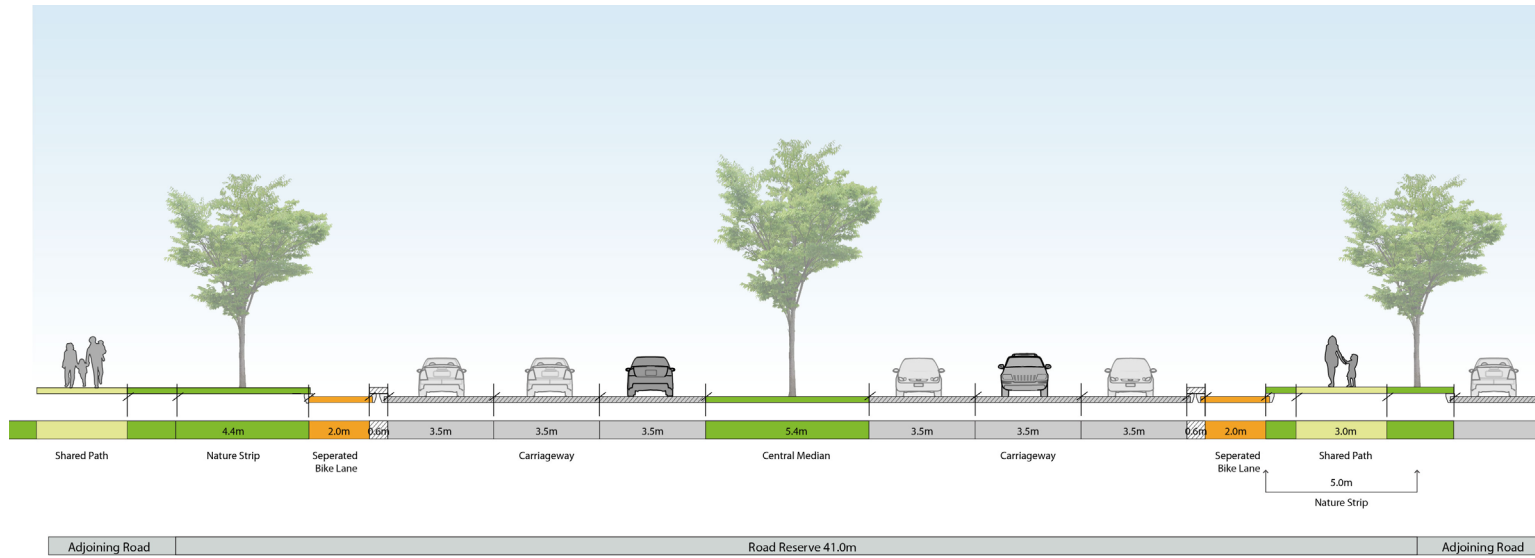 4.4m
2.0m
0.6m
3.5m
3.5m
3.5m
5.4m
3.5m
3.5m
3.5m
0.6m
2.0m
3.0m
Shared Path
Nature Strip
Seperated
Bike Lane
Carriageway
Central Median
Carriageway
Seperated
Bike Lane
Shared Path
5.0m
Nature Strip
Adjoining Road
Road Reserve 41.0m
Adjoining Road